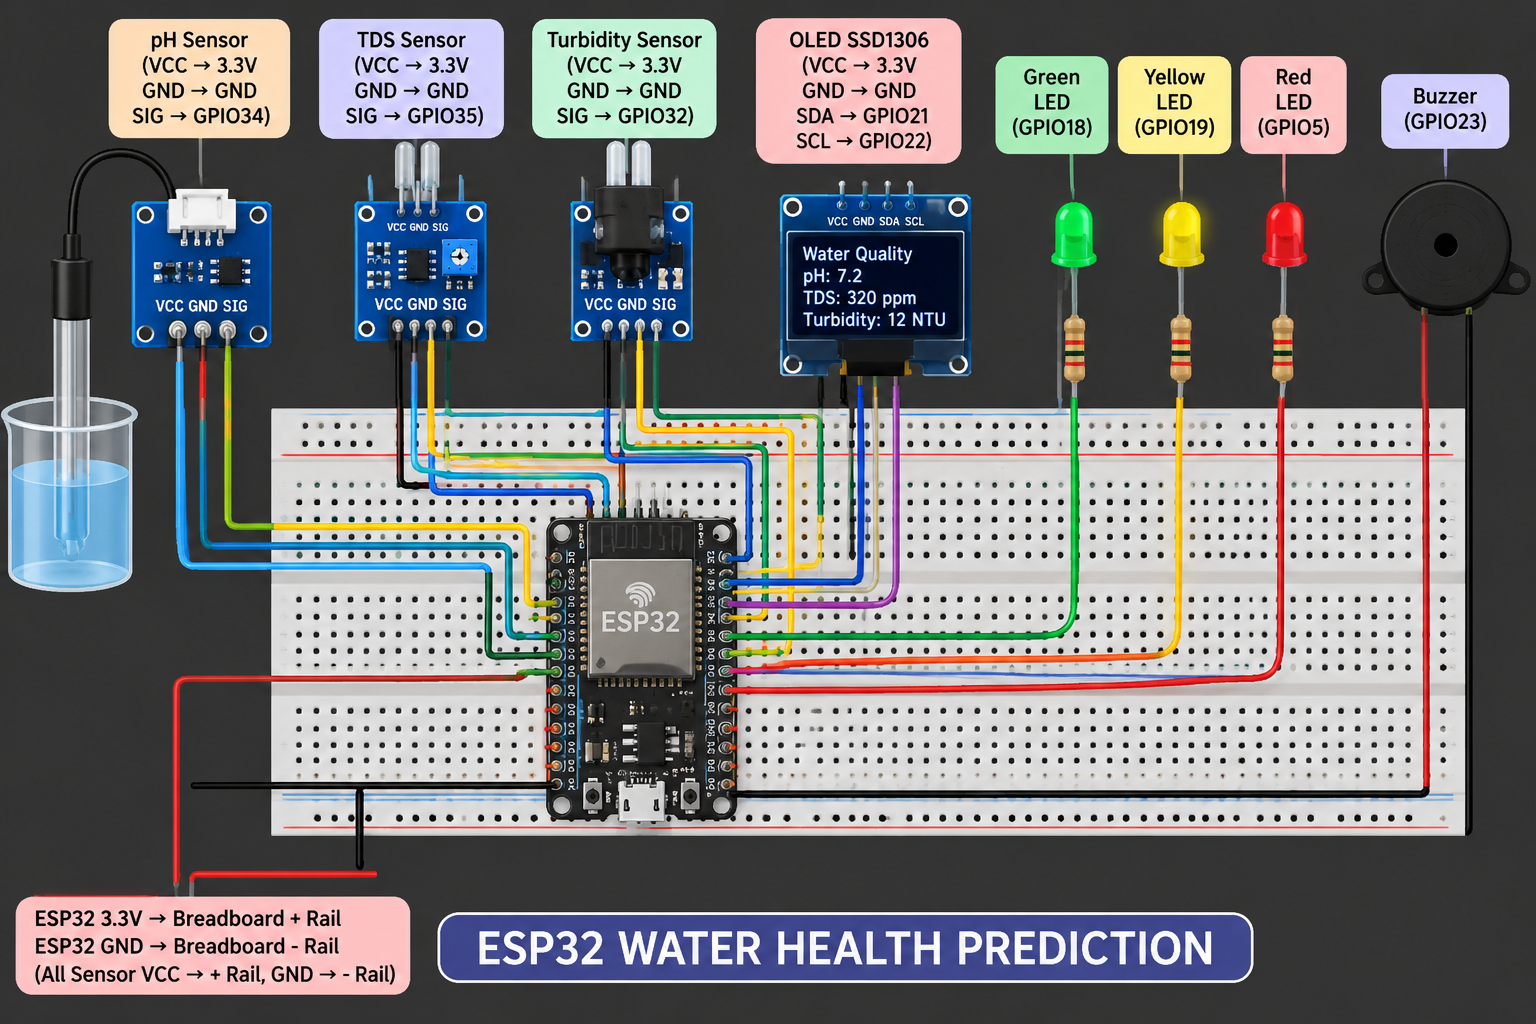 pH Sensor
(VCC → 3.3V
GND → GND
SIG → GPIO34)
TDS Sensor
(VCC → 3.3V
GND → GND
SIG → GPIO35)
Turbidity Sensor
(VCC → 3.3V
GND → GND
SIG → GPIO32)
OLED SSD1306
(VCC → 3.3V
GND → GND
SDA → GPIO21
SCL → GPIO22)
Green
LED
(GPIO18)
Yellow
LED
(GPIO19)
Red
LED
(GPIO5)
Buzzer
(GPIO23)
VCC GND SIG
VCC GND SIG
VCC GND SIG
VCC GND SIG
VCC GND SDA SCL
Water Quality
pH: 7.2
TDS: 320 ppm
Turbidity: 12 NTU
ESP32
ESP32 3.3V → Breadboard + Rail
ESP32 GND → Breadboard - Rail
(All Sensor VCC → + Rail, GND → - Rail)
ESP32 WATER HEALTH PREDICTION